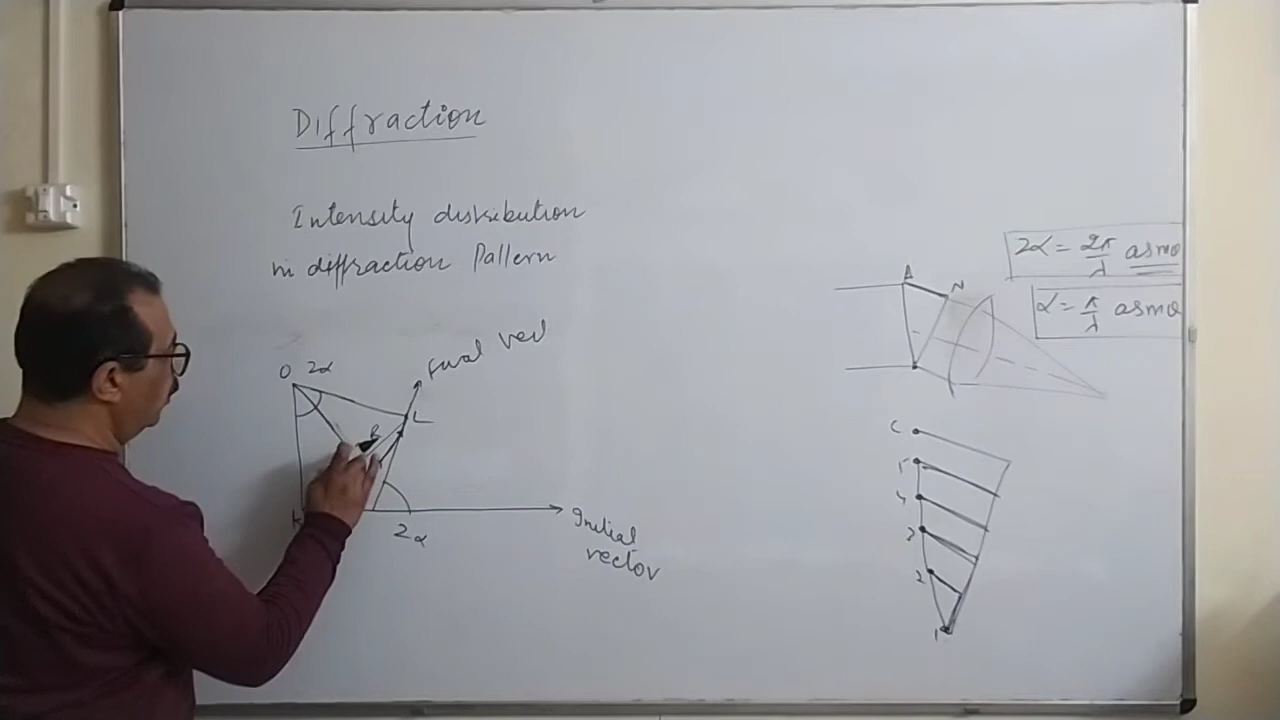 Diffraction
Intensity distribution
in diffraction Pattern
2α = 2π/λ asinθ
α = π/λ asinθ
A
N
Final vect
O 2α
L
R
K
2α
Initial
vector
C
5
4
3
2
1